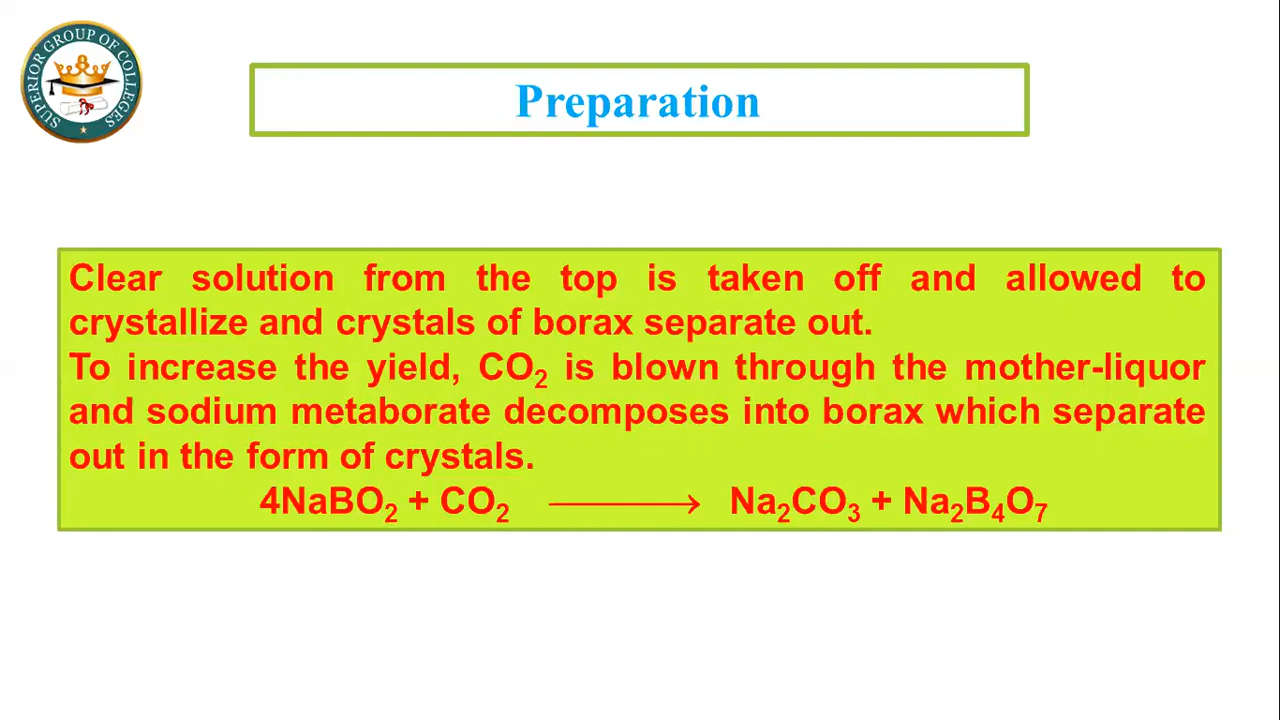 SUPERIOR GROUP OF COLLEGES
Preparation
Clear solution from the top is taken off and allowed to
crystallize and crystals of borax separate out.
To increase the yield, CO₂ is blown through the mother-liquor
and sodium metaborate decomposes into borax which separate
out in the form of crystals.
4NaBO₂ + CO₂ ⟶ Na₂CO₃ + Na₂B₄O₇